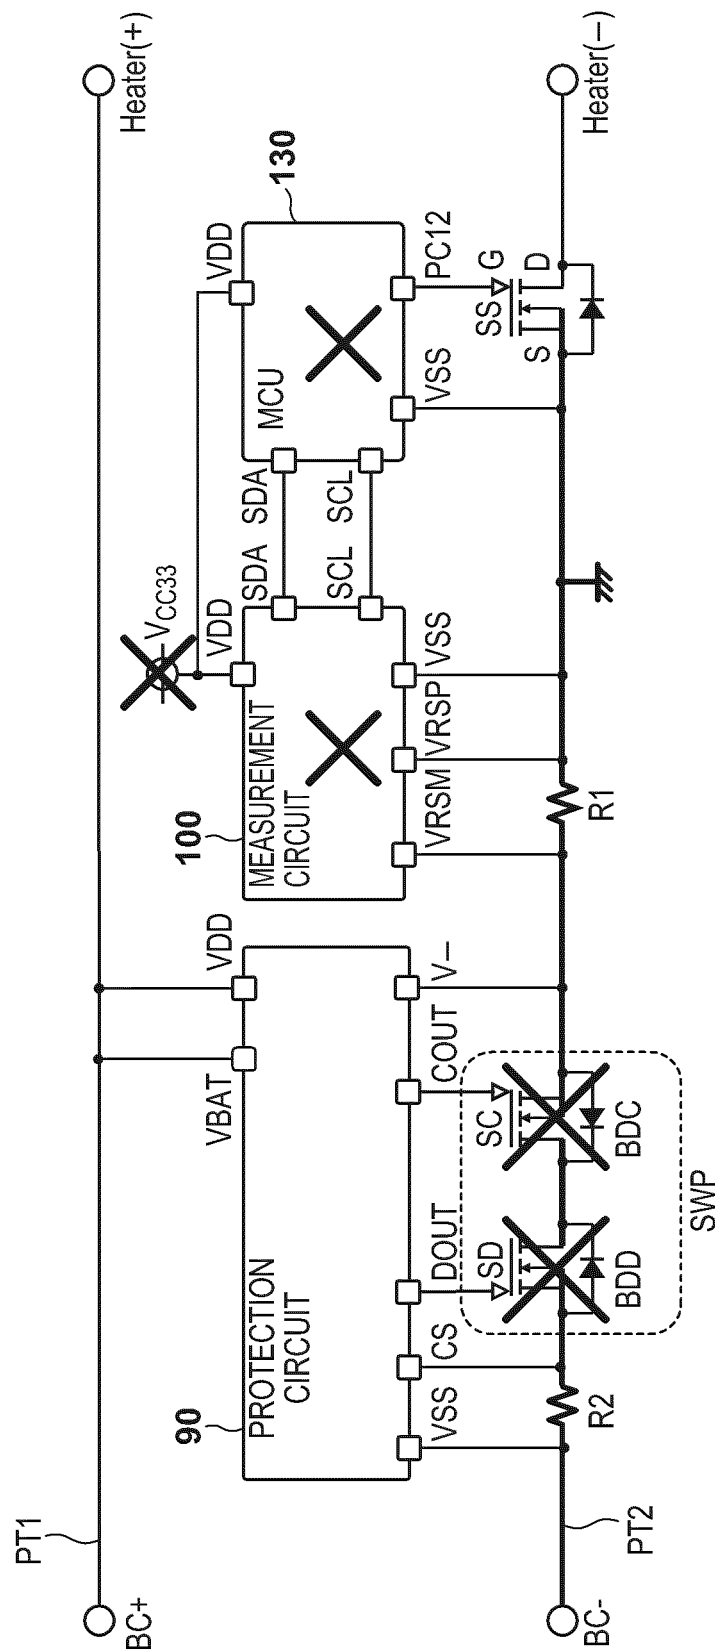 PT1
BC+
Heater(+)
90
PROTECTION
CIRCUIT
VBAT
VDD
VSS
CS
DOUT
COUT
V–
100
MEASUREMENT
CIRCUIT
VCC33
VDD
SDA
SCL
VRSM
VRSP
VSS
130
MCU
VDD
SDA
SCL
VSS
PC12
SS
G
S
D
BC-
PT2
R2
SD
BDD
SC
BDC
SWP
R1
Heater(–)